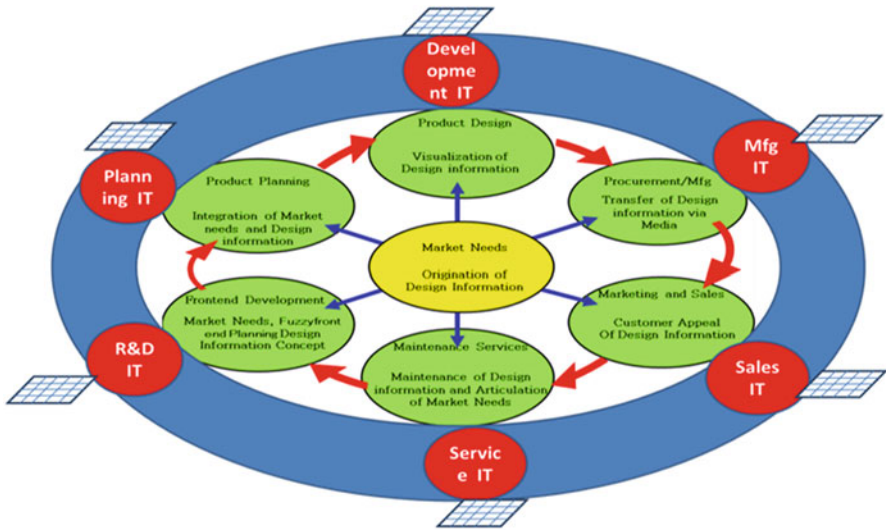 Devel
opme
nt IT
Product Design
Visualization of
Design information
Mfg
IT
Procurement/Mfg
Transfer of Design
information via
Media
Plann
ing IT
Product Planning
Integration of Market
needs and Design
information
Market Needs
Origination of
Design Information
Frontend Development
Market Needs, Fuzzyfront
end Planning Design
Information Concept
Marketing and Sales
Customer Appeal
Of Design Information
R&D
IT
Maintenance Services
Maintenance of Design
information and Articulation
of Market Needs
Sales
IT
Servic
e IT